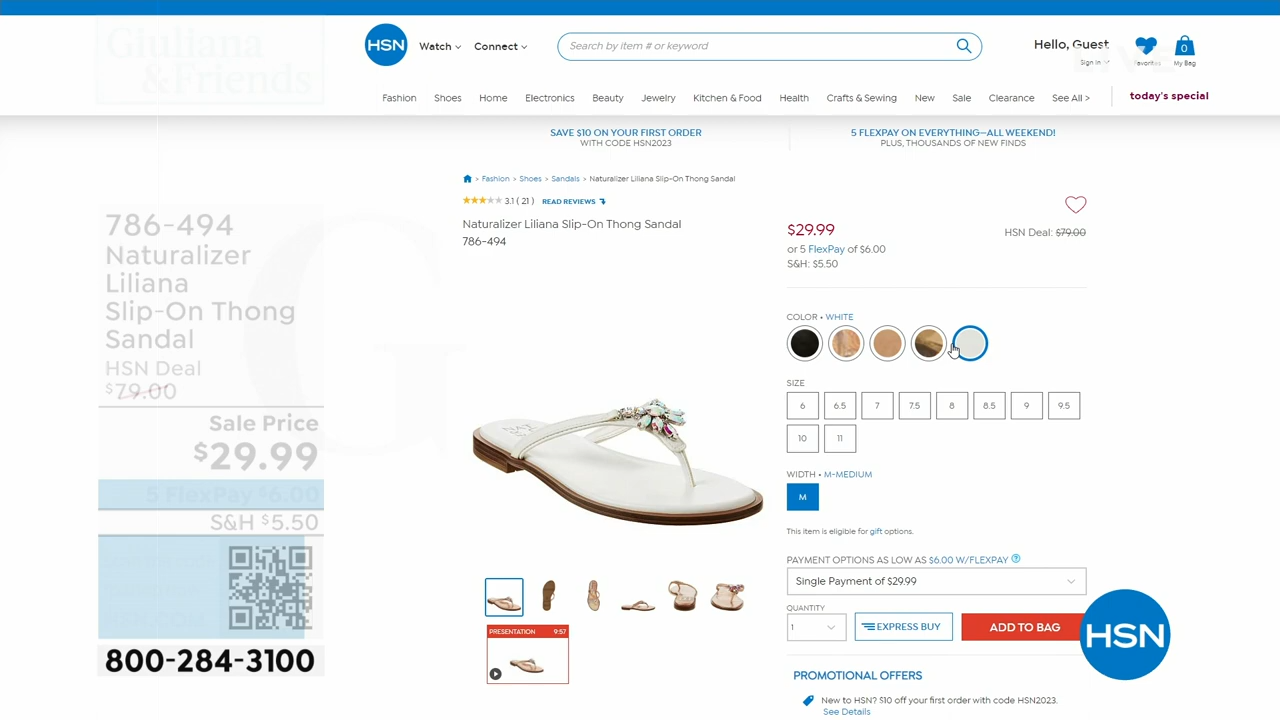 Giuliana
& Friends
786-494
Naturalizer
Liliana
Slip-On Thong
Sandal
HSN Deal
$79.00
Sale Price
$29.99
5 FlexPay $6.00
S&H $5.50
800-284-3100
HSN
Watch
Connect
Search by item # or keyword
Hello, Guest
Sign In
Favorites
0
My Bag
Fashion
Shoes
Home
Electronics
Beauty
Jewelry
Kitchen & Food
Health
Crafts & Sewing
New
Sale
Clearance
See All >
today's special
SAVE $10 ON YOUR FIRST ORDER
WITH CODE HSN2023
5 FLEXPAY ON EVERYTHING—ALL WEEKEND!
PLUS, THOUSANDS OF NEW FINDS
> Fashion > Shoes > Sandals > Naturalizer Liliana Slip-On Thong Sandal
3.1 ( 21 ) READ REVIEWS
Naturalizer Liliana Slip-On Thong Sandal
786-494
$29.99
HSN Deal: $79.00
or 5 FlexPay of $6.00
S&H: $5.50
COLOR • WHITE
SIZE
6 6.5 7 7.5 8 8.5 9 9.5
10 11
WIDTH • M-MEDIUM
M
This item is eligible for gift options.
PAYMENT OPTIONS AS LOW AS $6.00 W/FLEXPAY
Single Payment of $29.99
QUANTITY
1
EXPRESS BUY
ADD TO BAG
PRESENTATION 9:57
HSN
PROMOTIONAL OFFERS
New to HSN? $10 off your first order with code HSN2023.
See Details